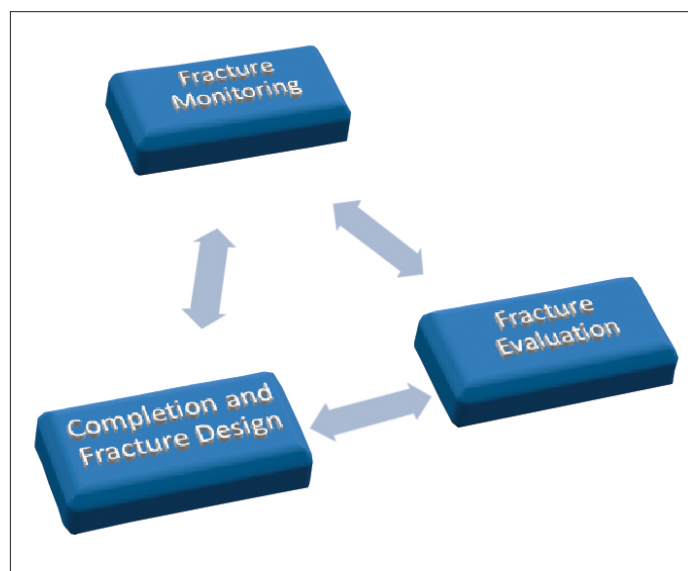 Fracture
Monitoring
Fracture
Evaluation
Completion and
Fracture Design